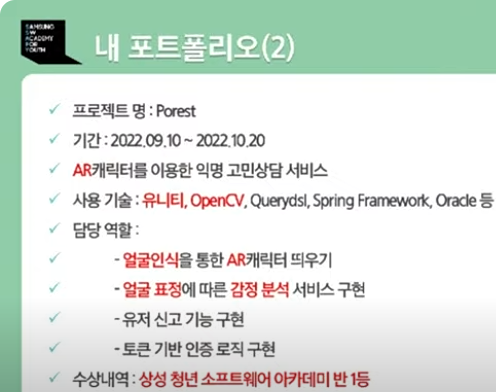 SAMSUNG
SW
ACADEMY
FOR
YOUTH
내 포트폴리오(2)
✓ 프로젝트 명 : Porest
✓ 기간 : 2022.09.10 ~ 2022.10.20
✓ AR캐릭터를 이용한 익명 고민상담 서비스
✓ 사용 기술 : 유니티, OpenCV, Querydsl, Spring Framework, Oracle 등
✓ 담당 역할 :
✓ - 얼굴인식을 통한 AR캐릭터 띄우기
✓ - 얼굴 표정에 따른 감정 분석 서비스 구현
✓ - 유저 신고 기능 구현
✓ - 토큰 기반 인증 로직 구현
✓ 수상내역 : 상성 청년 소프트웨어 아카데미 반 1등